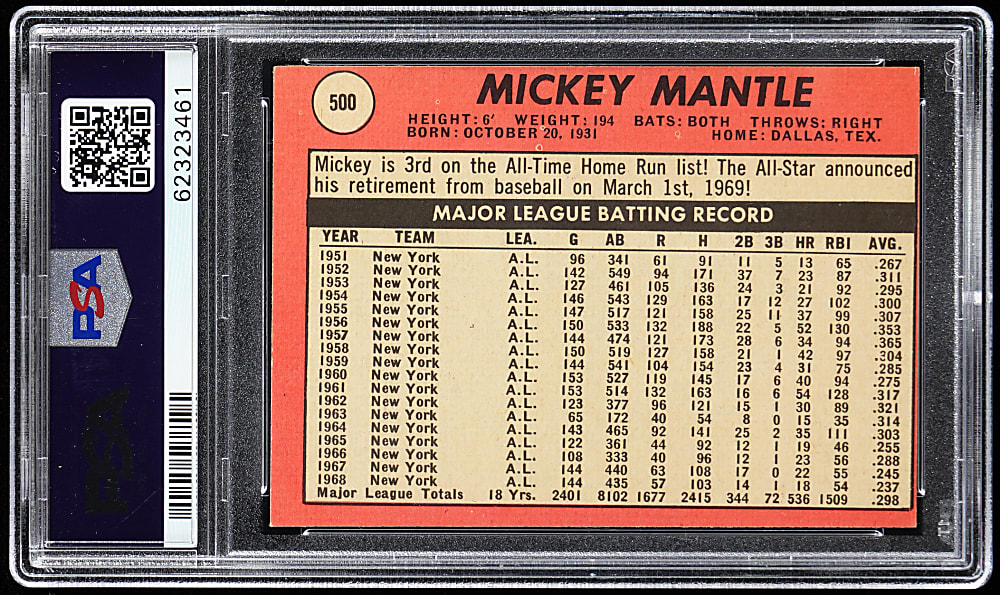 62323461
PSA
PSA
500
MICKEY MANTLE
HEIGHT: 6' WEIGHT: 194 BATS: BOTH THROWS: RIGHT
BORN: OCTOBER 20, 1931 HOME: DALLAS, TEX.
Mickey is 3rd on the All-Time Home Run list! The All-Star announced
his retirement from baseball on March 1st, 1969!
MAJOR LEAGUE BATTING RECORD
YEAR TEAM LEA. G AB R H 2B 3B HR RBI AVG.
1951 New York A.L. 96 341 61 91 11 5 13 65 .267
1952 New York A.L. 142 549 94 171 37 7 23 87 .311
1953 New York A.L. 127 461 105 136 24 3 21 92 .295
1954 New York A.L. 146 543 129 163 17 12 27 102 .300
1955 New York A.L. 147 517 121 158 25 11 37 99 .307
1956 New York A.L. 150 533 132 188 22 5 52 130 .353
1957 New York A.L. 144 474 121 173 28 6 34 94 .365
1958 New York A.L. 150 519 127 158 21 1 42 97 .304
1959 New York A.L. 144 541 104 154 23 4 31 75 .285
1960 New York A.L. 153 527 119 145 17 6 40 94 .275
1961 New York A.L. 153 514 132 163 16 6 54 128 .317
1962 New York A.L. 123 377 96 121 15 1 30 89 .321
1963 New York A.L. 65 172 40 54 8 0 15 35 .314
1964 New York A.L. 143 465 92 141 25 2 35 111 .303
1965 New York A.L. 122 361 44 92 12 1 19 46 .255
1966 New York A.L. 108 333 40 96 12 1 23 56 .288
1967 New York A.L. 144 440 63 108 17 0 22 55 .245
1968 New York A.L. 144 435 57 103 14 1 18 54 .237
Major League Totals 18 Yrs. 2401 8102 1677 2415 344 72 536 1509 .298